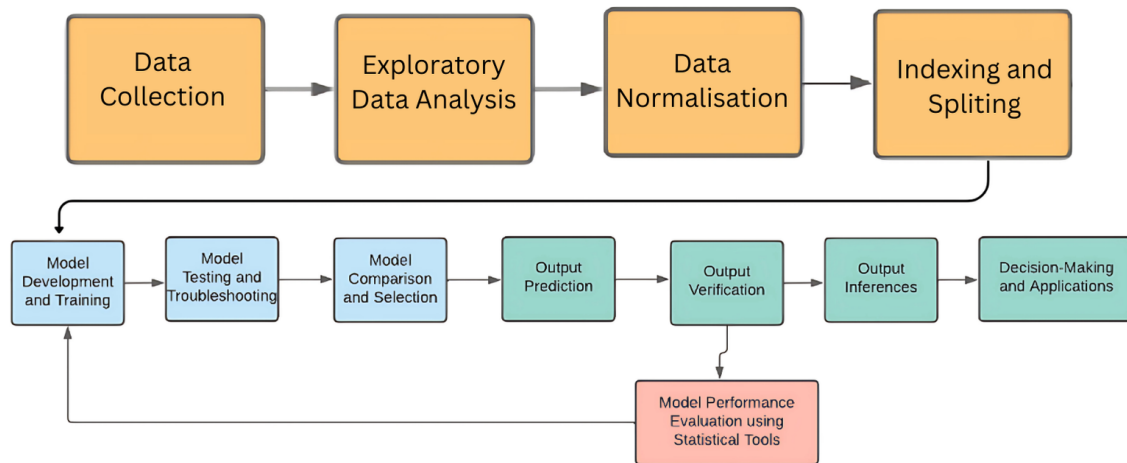 Data
Collection
Exploratory
Data Analysis
Data
Normalisation
Indexing and
Spliting
Model
Development
and Training
Model
Testing and
Troubleshooting
Model
Comparison
and Selection
Output
Prediction
Output
Verification
Output
Inferences
Decision-Making
and Applications
Model Performance
Evaluation using
Statistical Tools